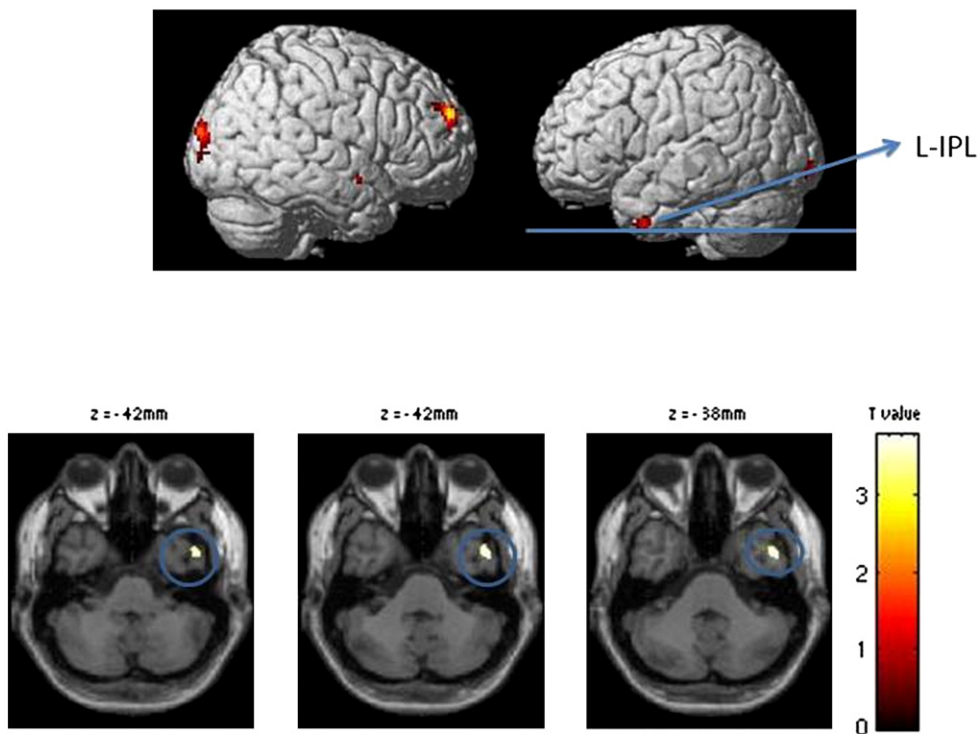 L-IPL
z = -42mm
z = -42mm
z = -38mm
T value
3
2
1
0